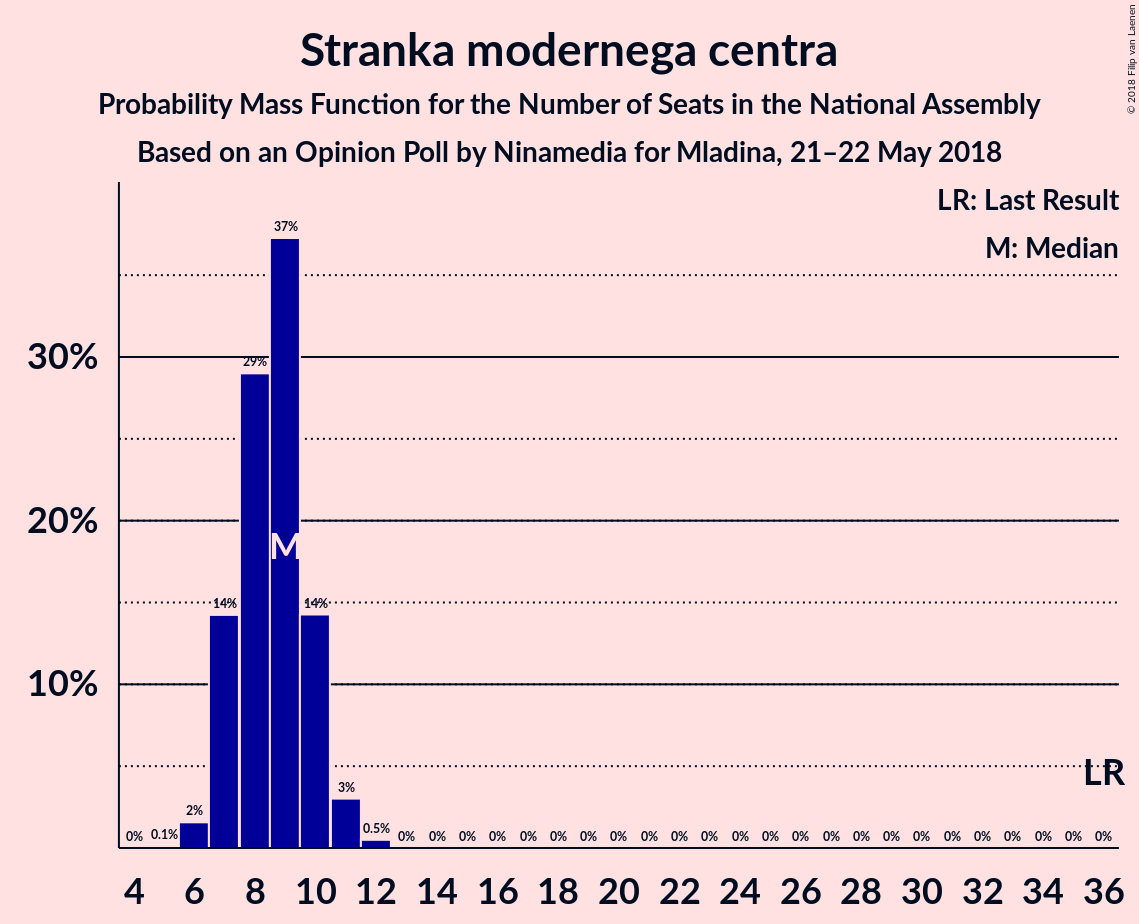 Stranka modernega centra
Probability Mass Function for the Number of Seats in the National Assembly
Based on an Opinion Poll by Ninamedia for Mladina, 21–22 May 2018
© 2018 Filip van Laenen
LR: Last Result
M: Median
37%
30%
29%
20%
M
14% 14%
10%
LR
0% 0.1% 2% 3% 0.5% 0% 0% 0% 0% 0% 0% 0% 0% 0% 0% 0% 0% 0% 0% 0% 0% 0% 0% 0% 0% 0% 0% 0% 0%
4 6 8 10 12 14 16 18 20 22 24 26 28 30 32 34 36